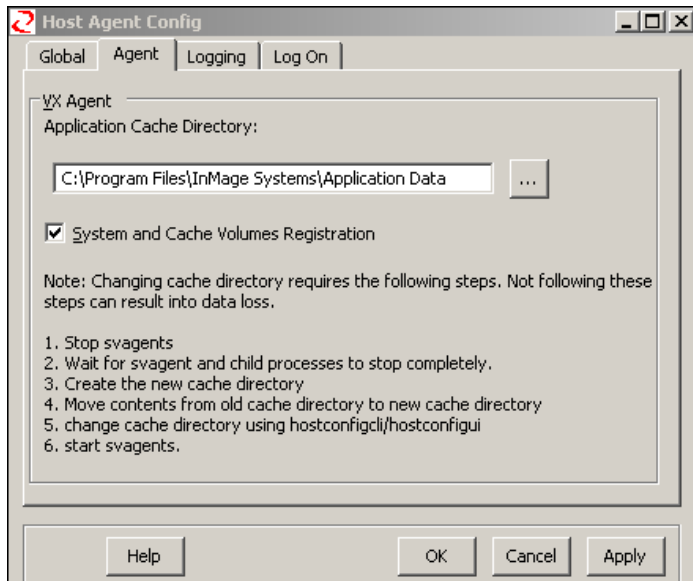 Host Agent Config
Global Agent Logging Log On
VX Agent
Application Cache Directory:
C:\Program Files\InMage Systems\Application Data ...
System and Cache Volumes Registration
Note: Changing cache directory requires the following steps. Not following these
steps can result into data loss.
1. Stop svagents
2. Wait for svagent and child processes to stop completely.
3. Create the new cache directory
4. Move contents from old cache directory to new cache directory
5. change cache directory using hostconfigcli/hostconfigui
6. start svagents.
Help OK Cancel Apply